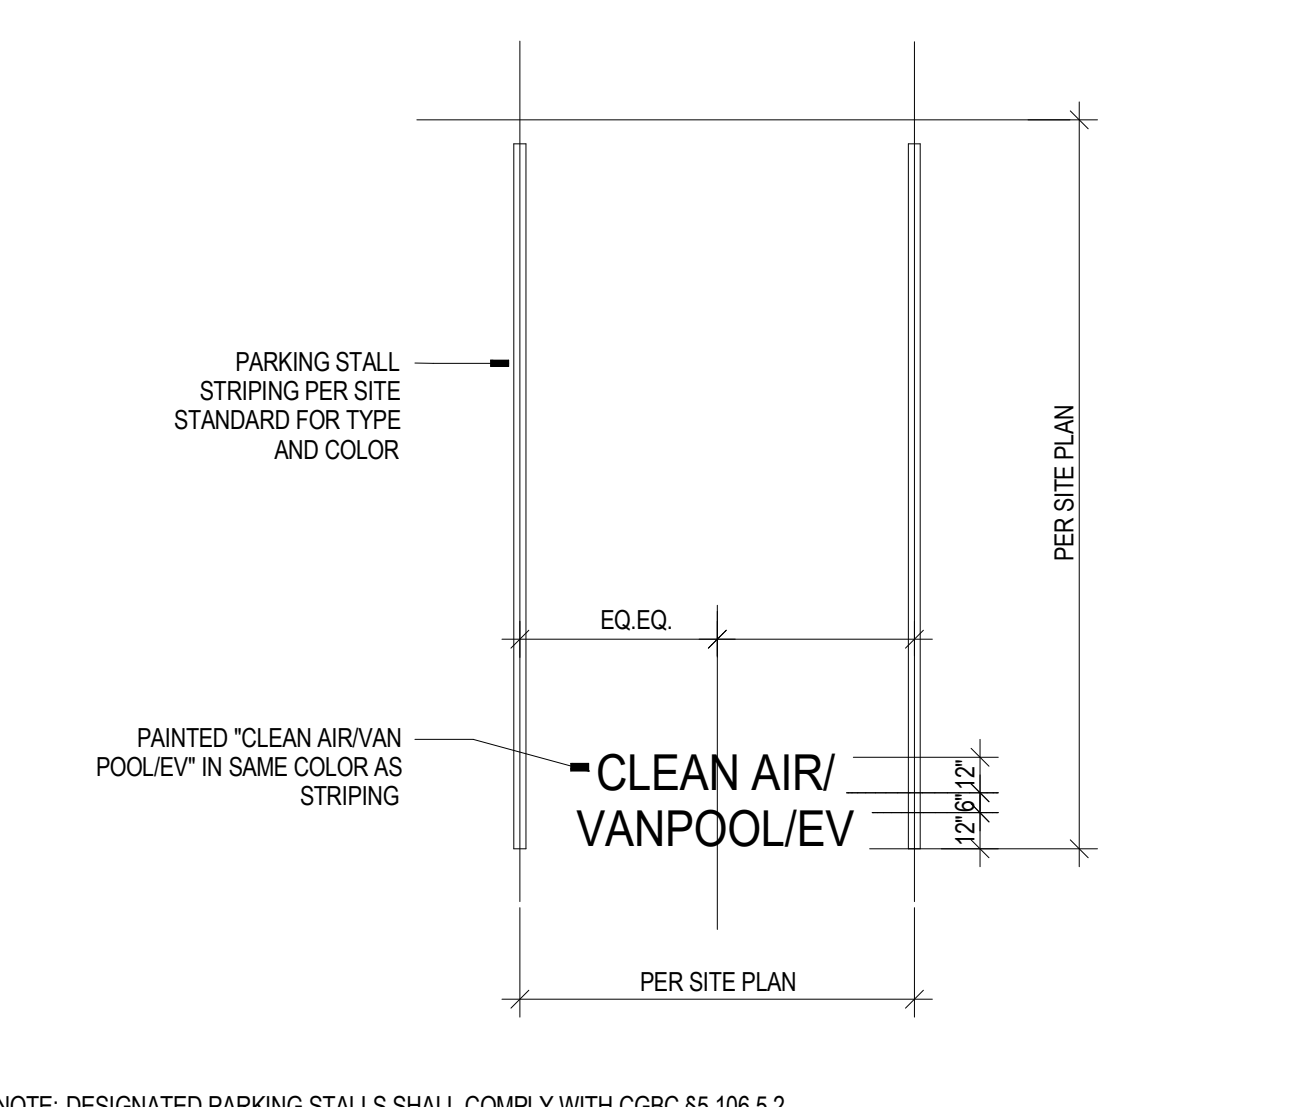 PARKING STALL
STRIPING PER SITE
STANDARD FOR TYPE
AND COLOR
PER SITE PLAN
EQ.EQ.
PAINTED "CLEAN AIR/VAN
POOL/EV" IN SAME COLOR AS
STRIPING
CLEAN AIR/
VANPOOL/EV
12"
6"
12"
PER SITE PLAN
NOTE: DESIGNATED PARKING STALLS SHALL COMPLY WITH CGBC §5.106.5.2